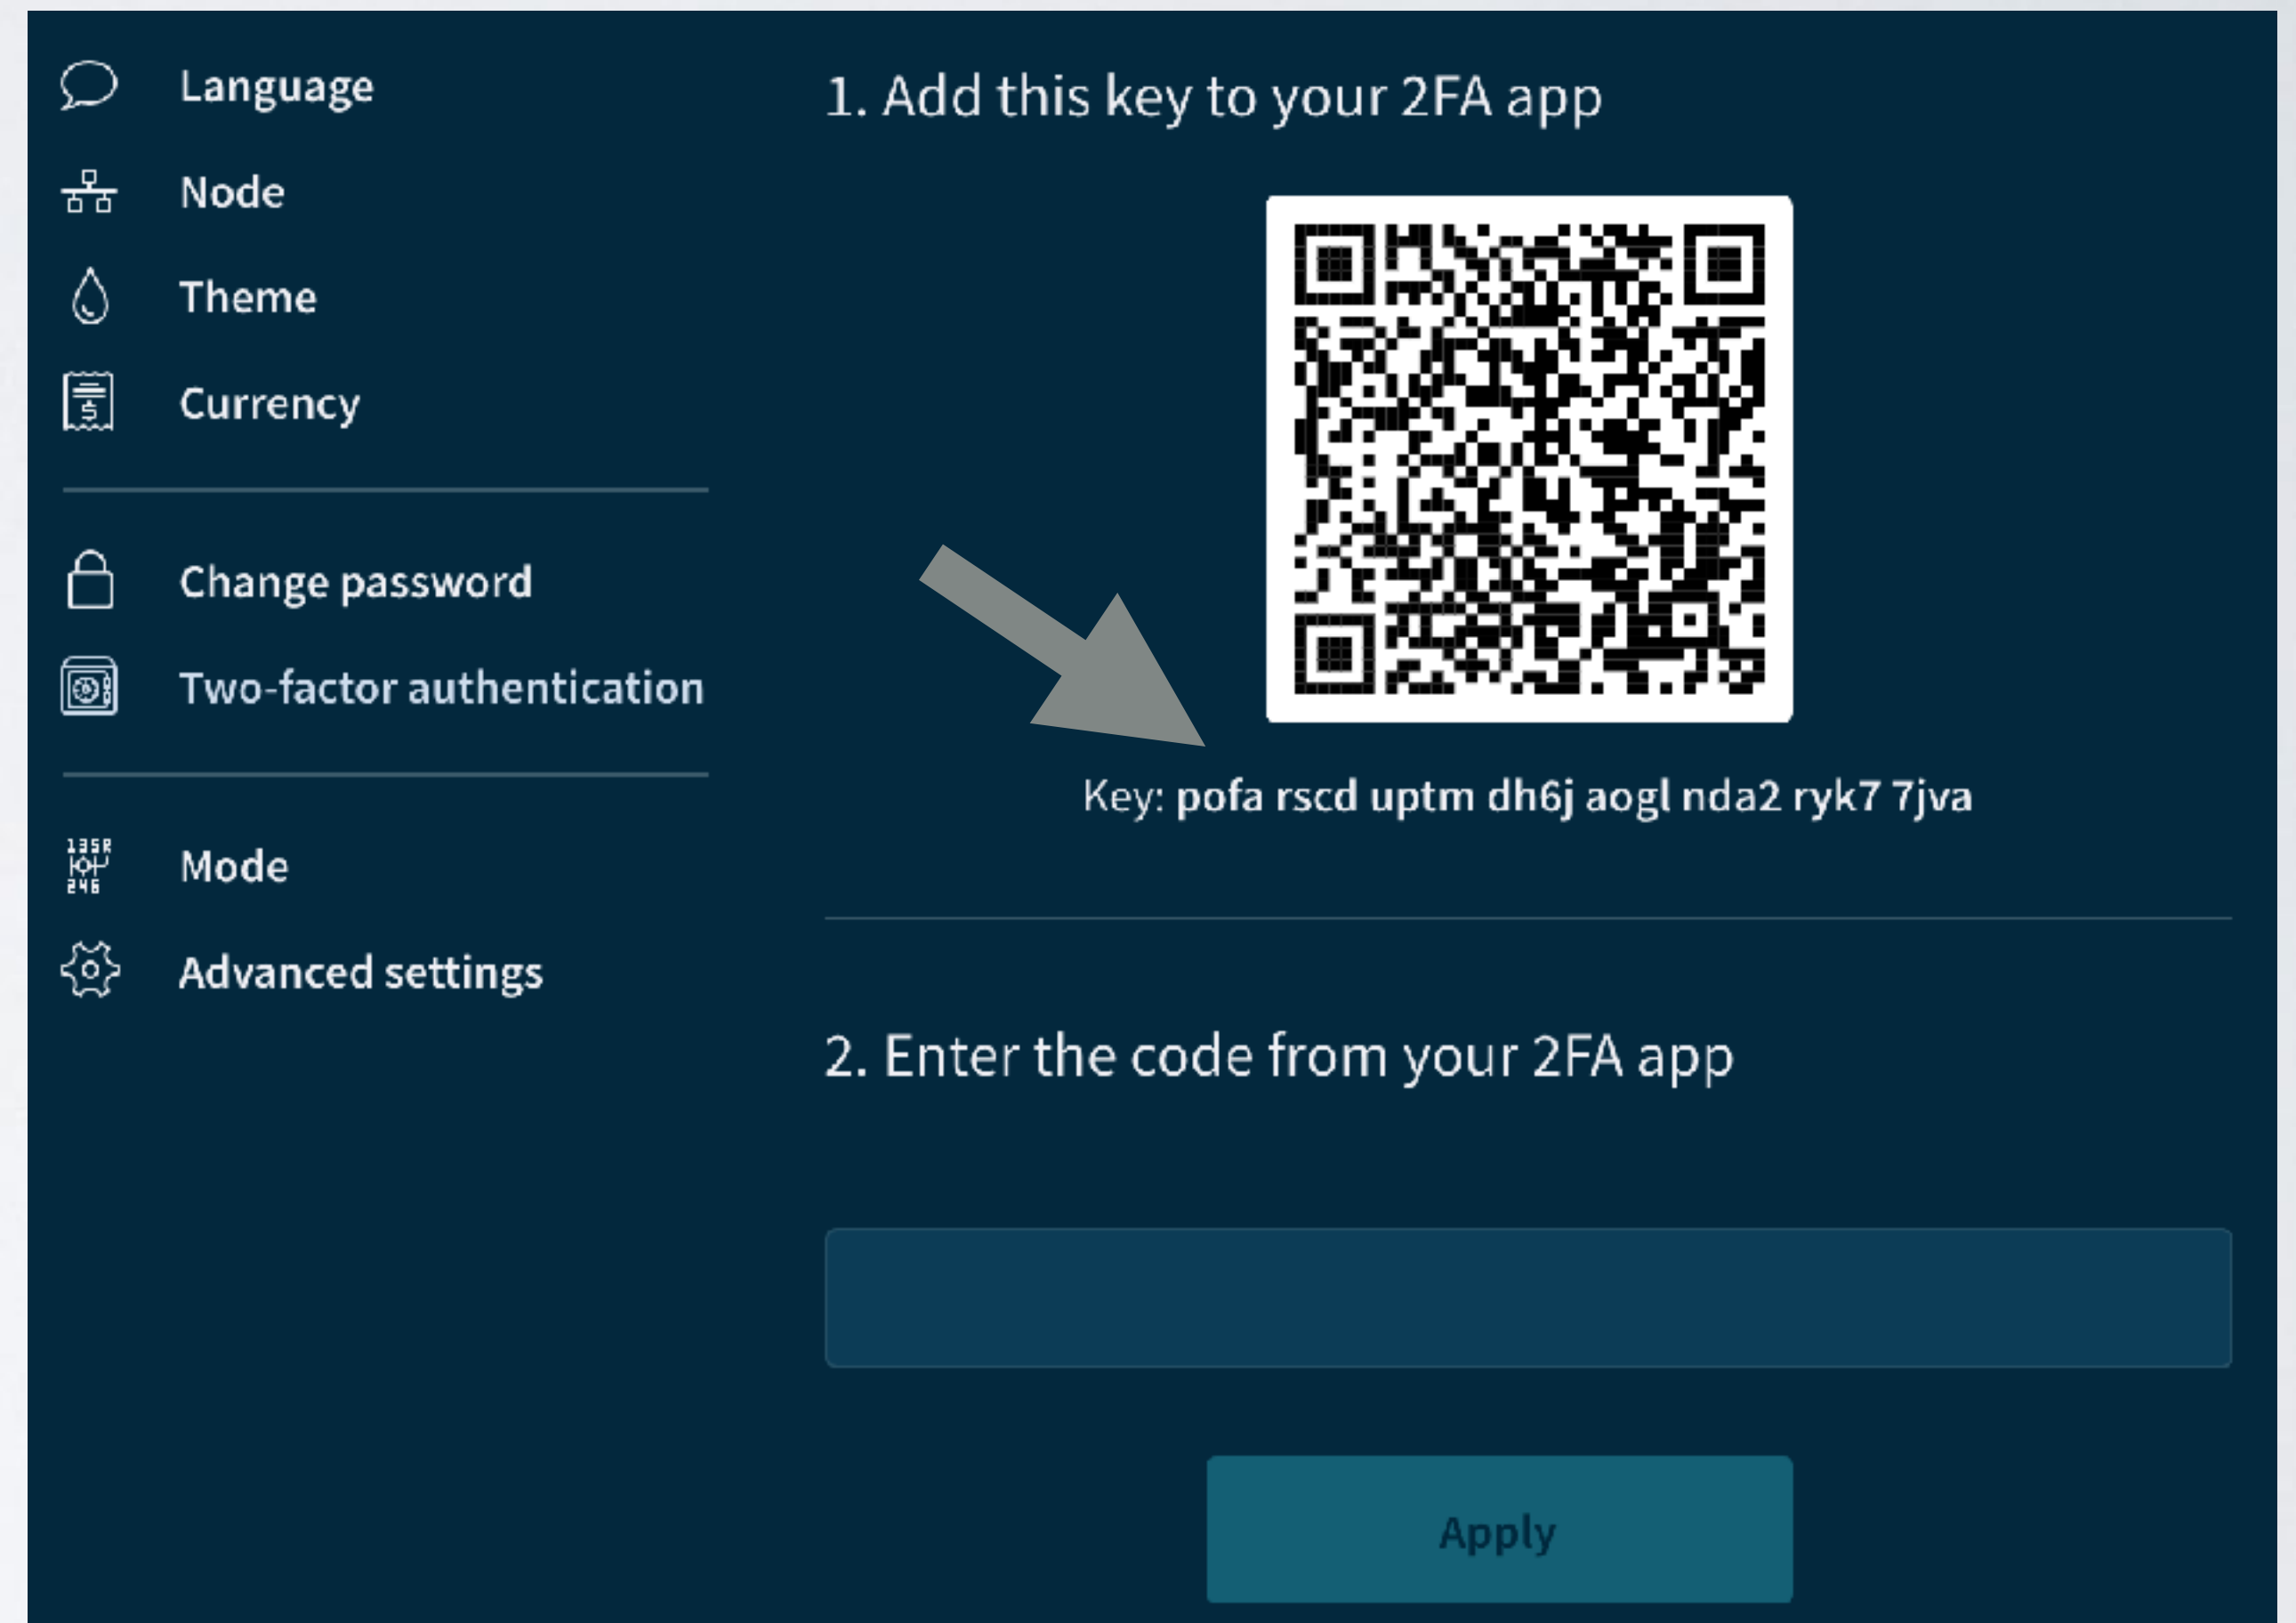 Language
Node
Theme
Currency
Change password
Two-factor authentication
135R
246
Mode
Advanced settings
1. Add this key to your 2FA app
Key: pofa rscd uptm dh6j aogl nda2 ryk7 7jva
2. Enter the code from your 2FA app
Apply